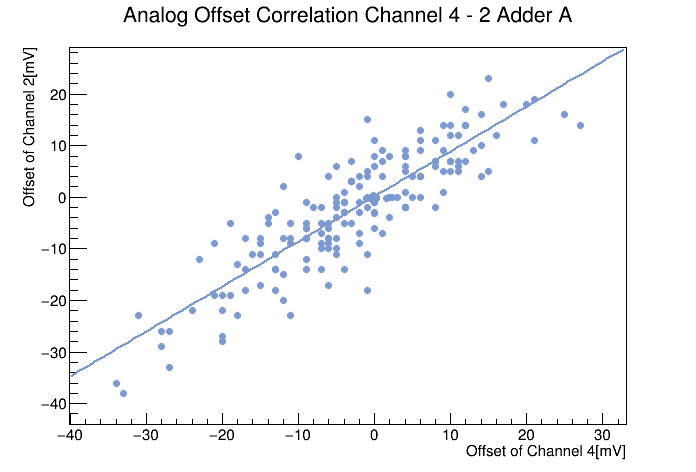 Analog Offset Correlation Channel 4 - 2 Adder A
Offset of Channel 2[mV]
20
10
0
−10
−20
−30
−40
−40 −30 −20 −10 0 10 20 30
Offset of Channel 4[mV]